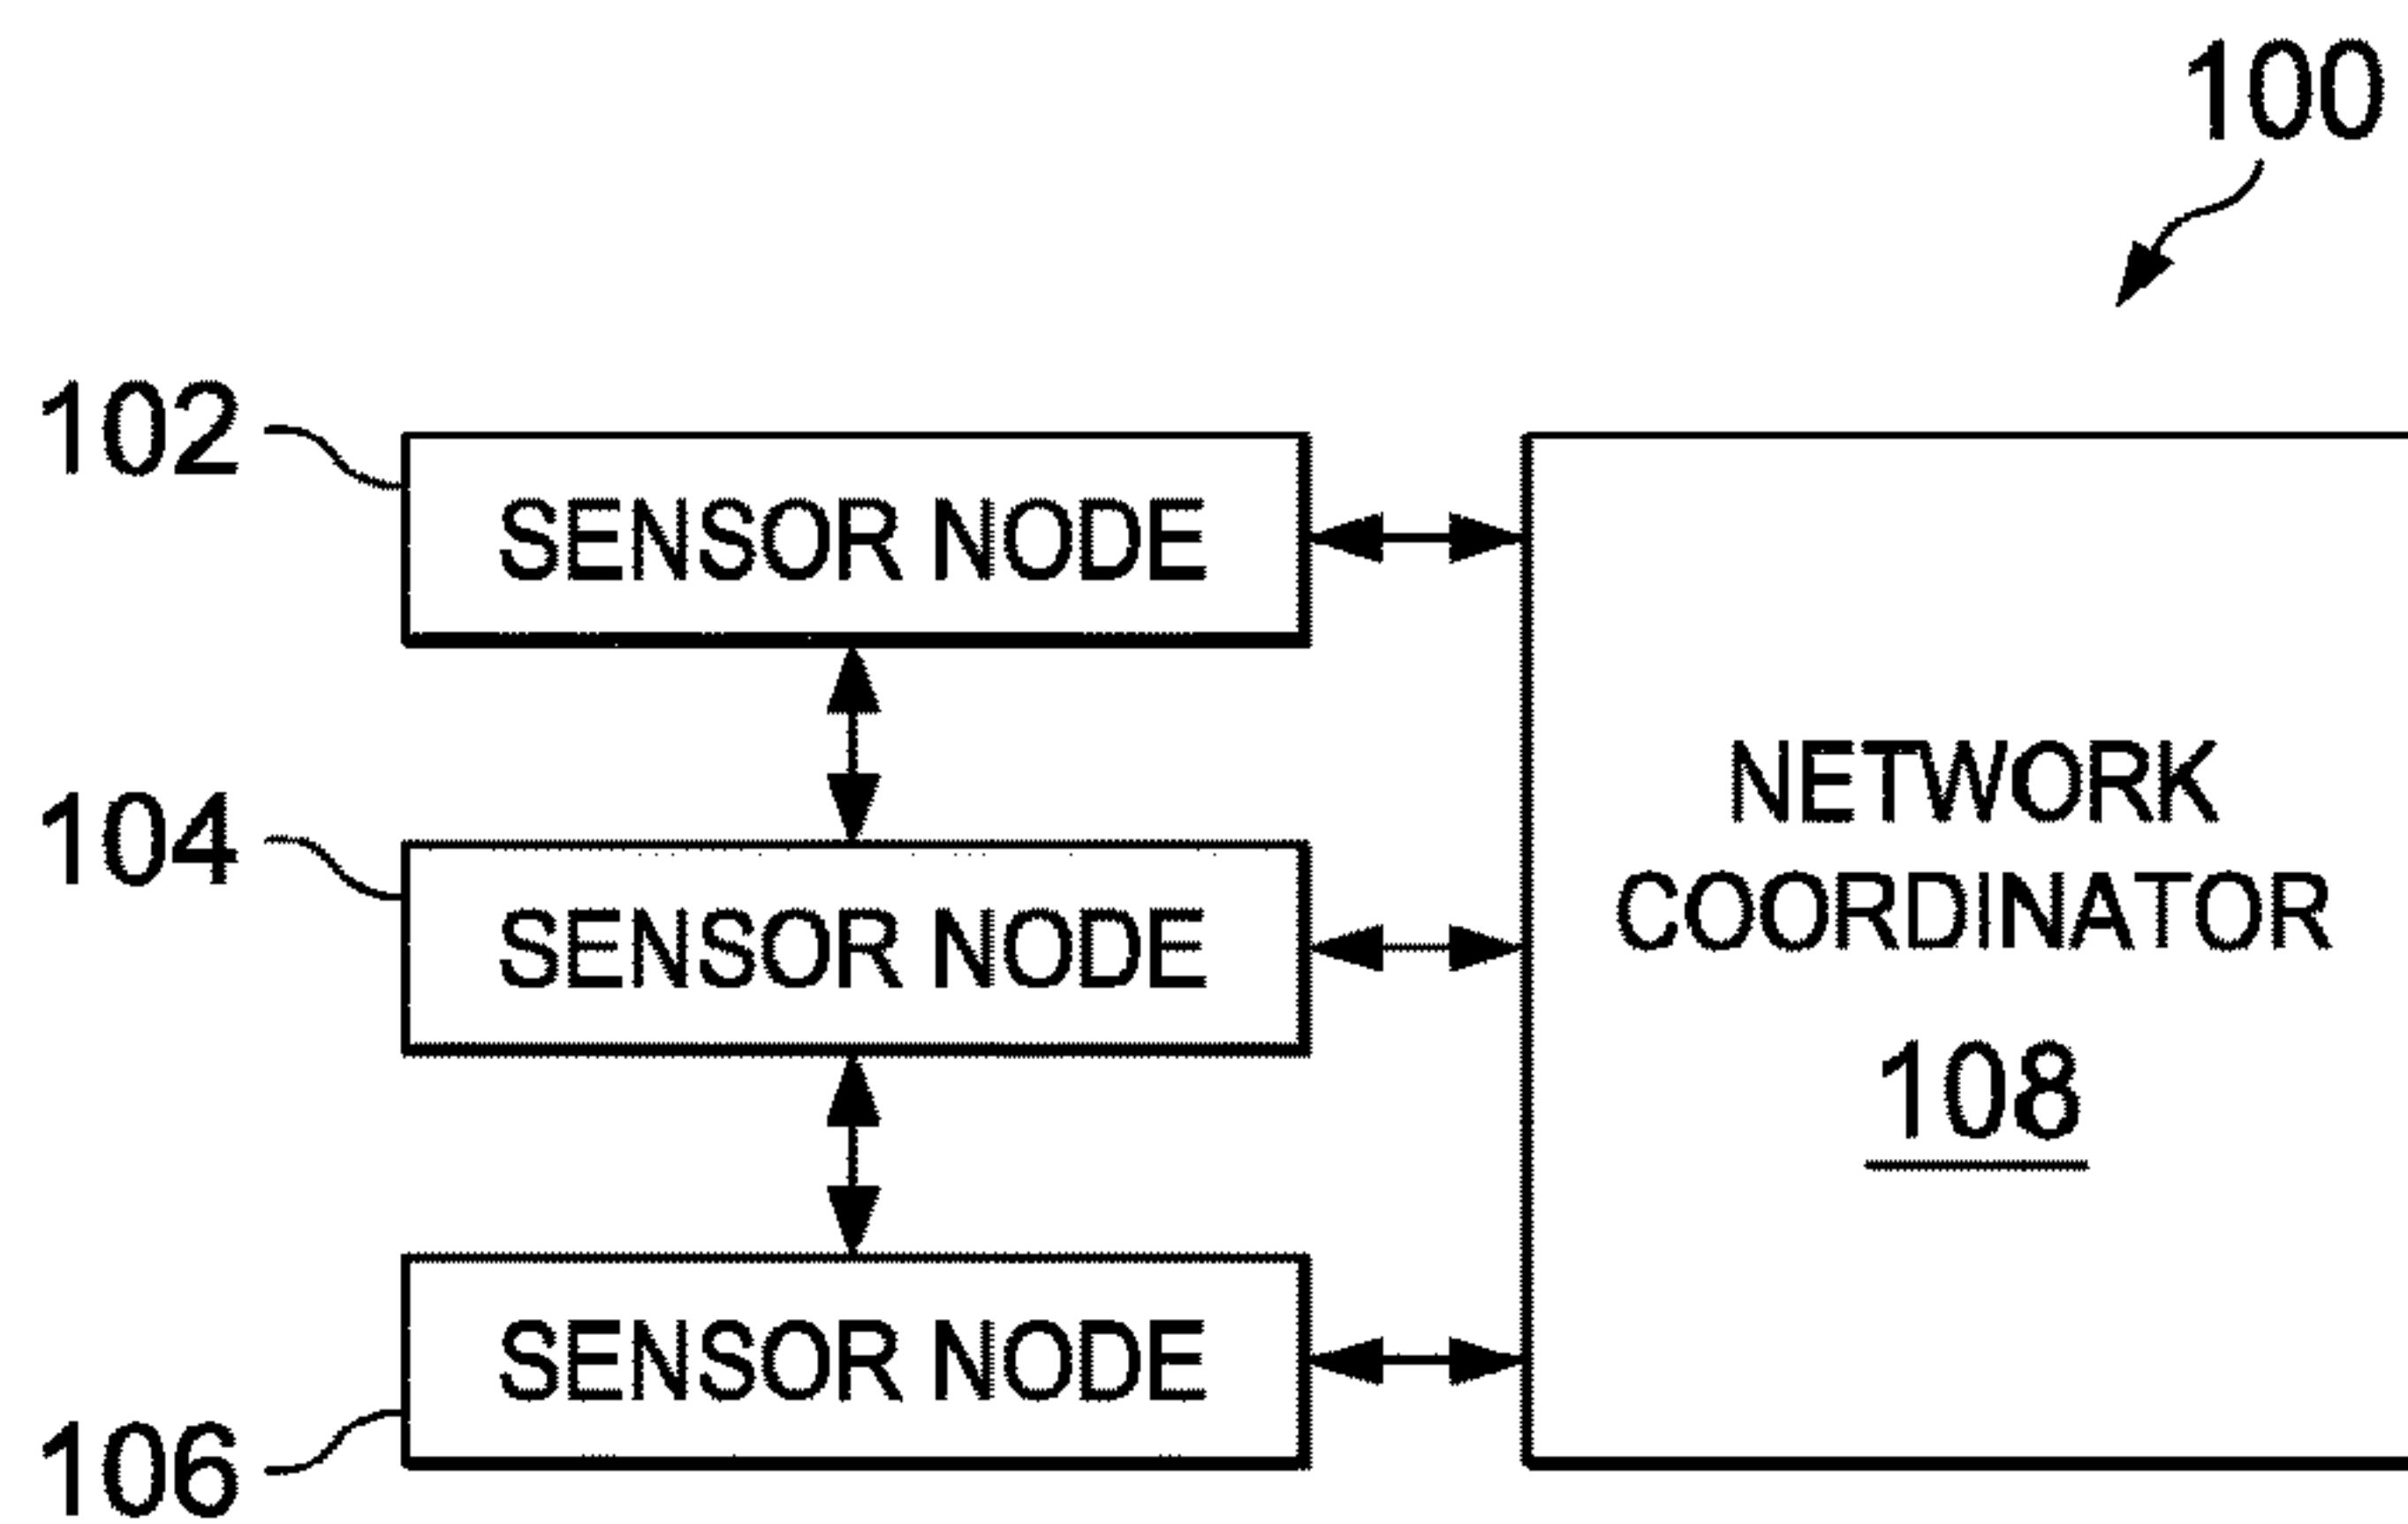 100
102
SENSOR NODE
104
SENSOR NODE
NETWORK
COORDINATOR
108
SENSOR NODE
106